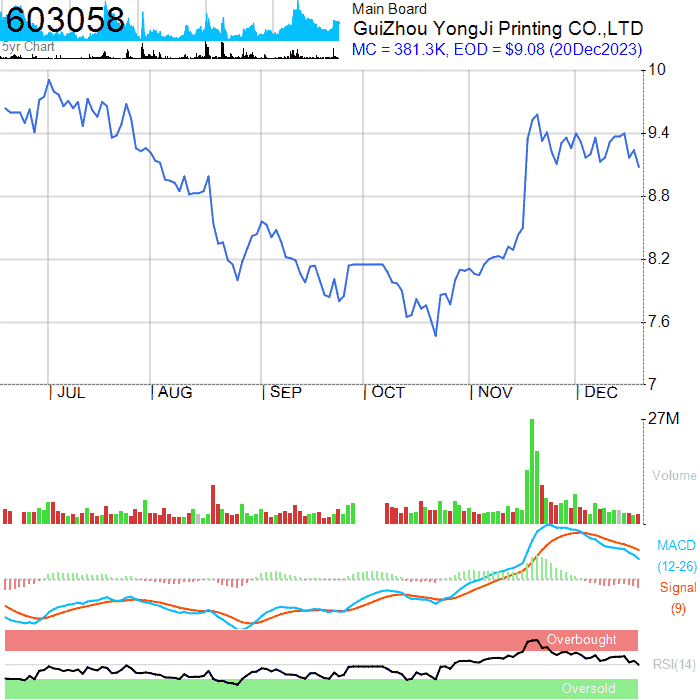 603058
Main Board
GuiZhou YongJi Printing CO.,LTD
5yr Chart
MC = 381.3K, EOD = $9.08 (20Dec2023)
10
9.4
8.8
8.2
7.6
7
JUL
AUG
SEP
OCT
NOV
DEC
27M
Volume
MACD
(12-26)
Signal
(9)
Overbought
RSI(14)
Oversold